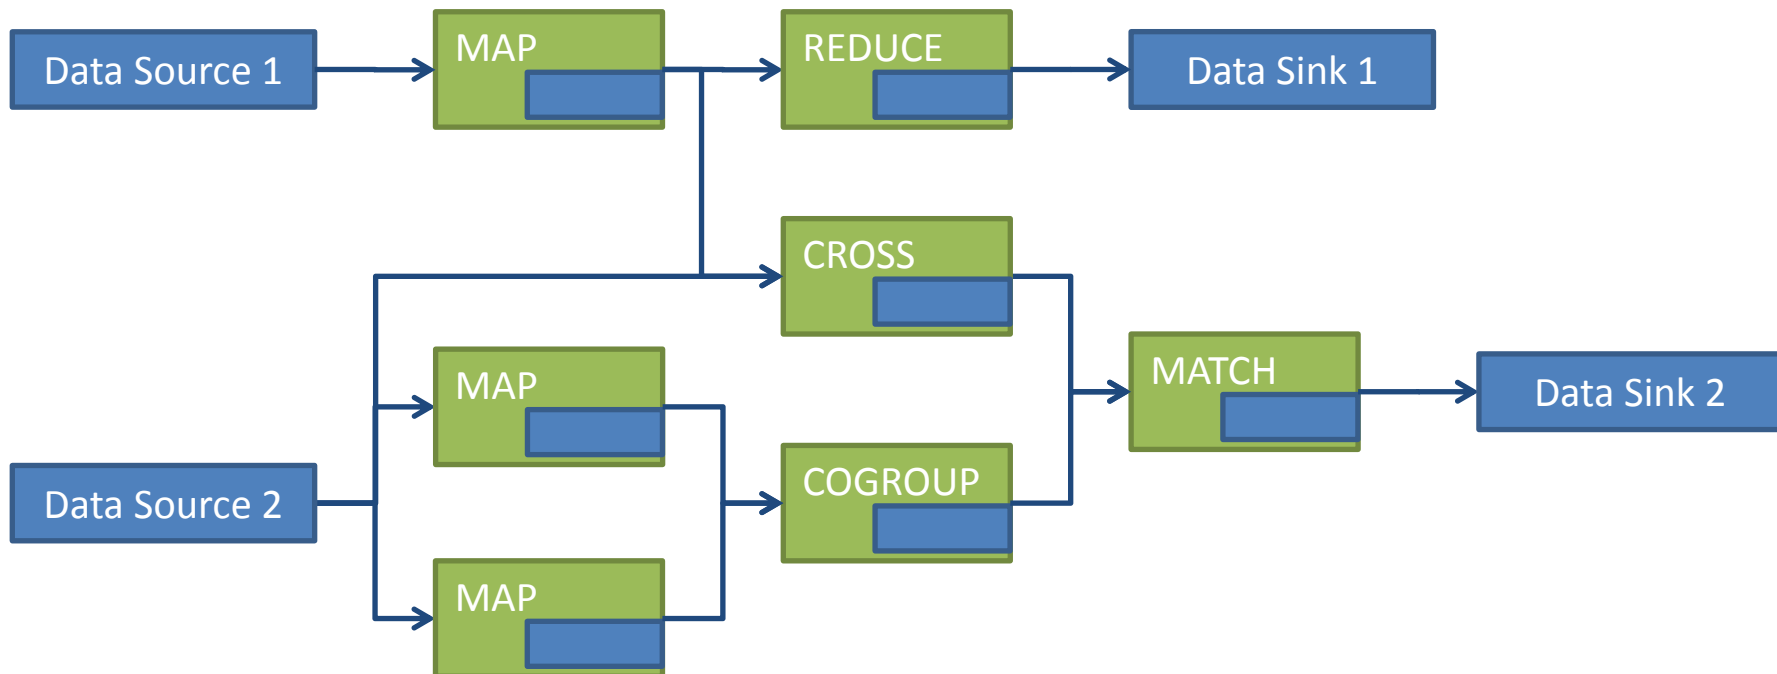 Data Source 1
MAP
REDUCE
Data Sink 1
CROSS
MAP
MATCH
Data Sink 2
Data Source 2
COGROUP
MAP